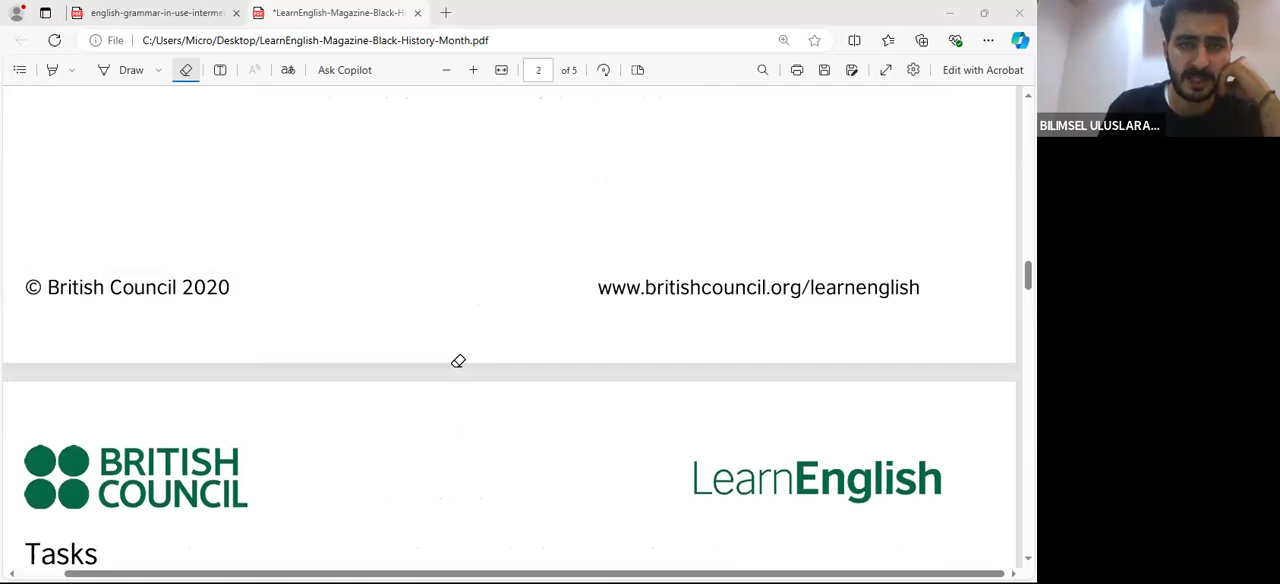 english-grammar-in-use-interme
*LearnEnglish-Magazine-Black-H
File
C:/Users/Micro/Desktop/LearnEnglish-Magazine-Black-History-Month.pdf
Draw
Ask Copilot
2
of 5
Edit with Acrobat
BILIMSEL ULUSLARA...
© British Council 2020
www.britishcouncil.org/learnenglish
BRITISH
COUNCIL
LearnEnglish
Tasks